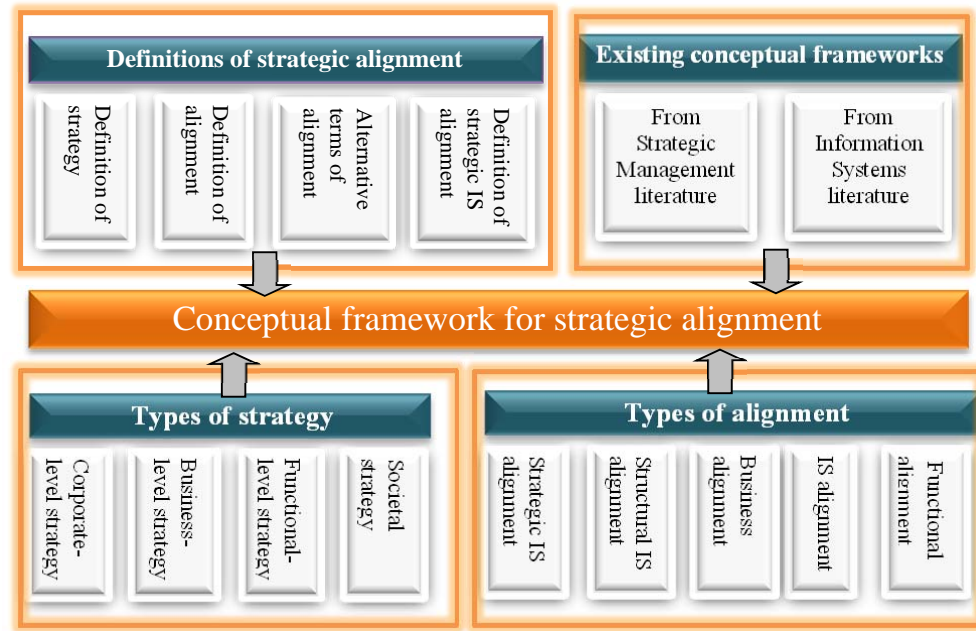 Definitions of strategic alignment
Definition of
strategy
Definition of
alignment
Alternative
terms of
alignment
Definition of
strategic IS
alignment
Existing conceptual frameworks
From
Strategic
Management
literature
From
Information
Systems
literature
Conceptual framework for strategic alignment
Types of strategy
Corporate-
level strategy
Business-
level strategy
Functional-
level strategy
Societal
strategy
Types of alignment
Strategic IS
alignment
Structural IS
alignment
Business
alignment
IS alignment
Functional
alignment